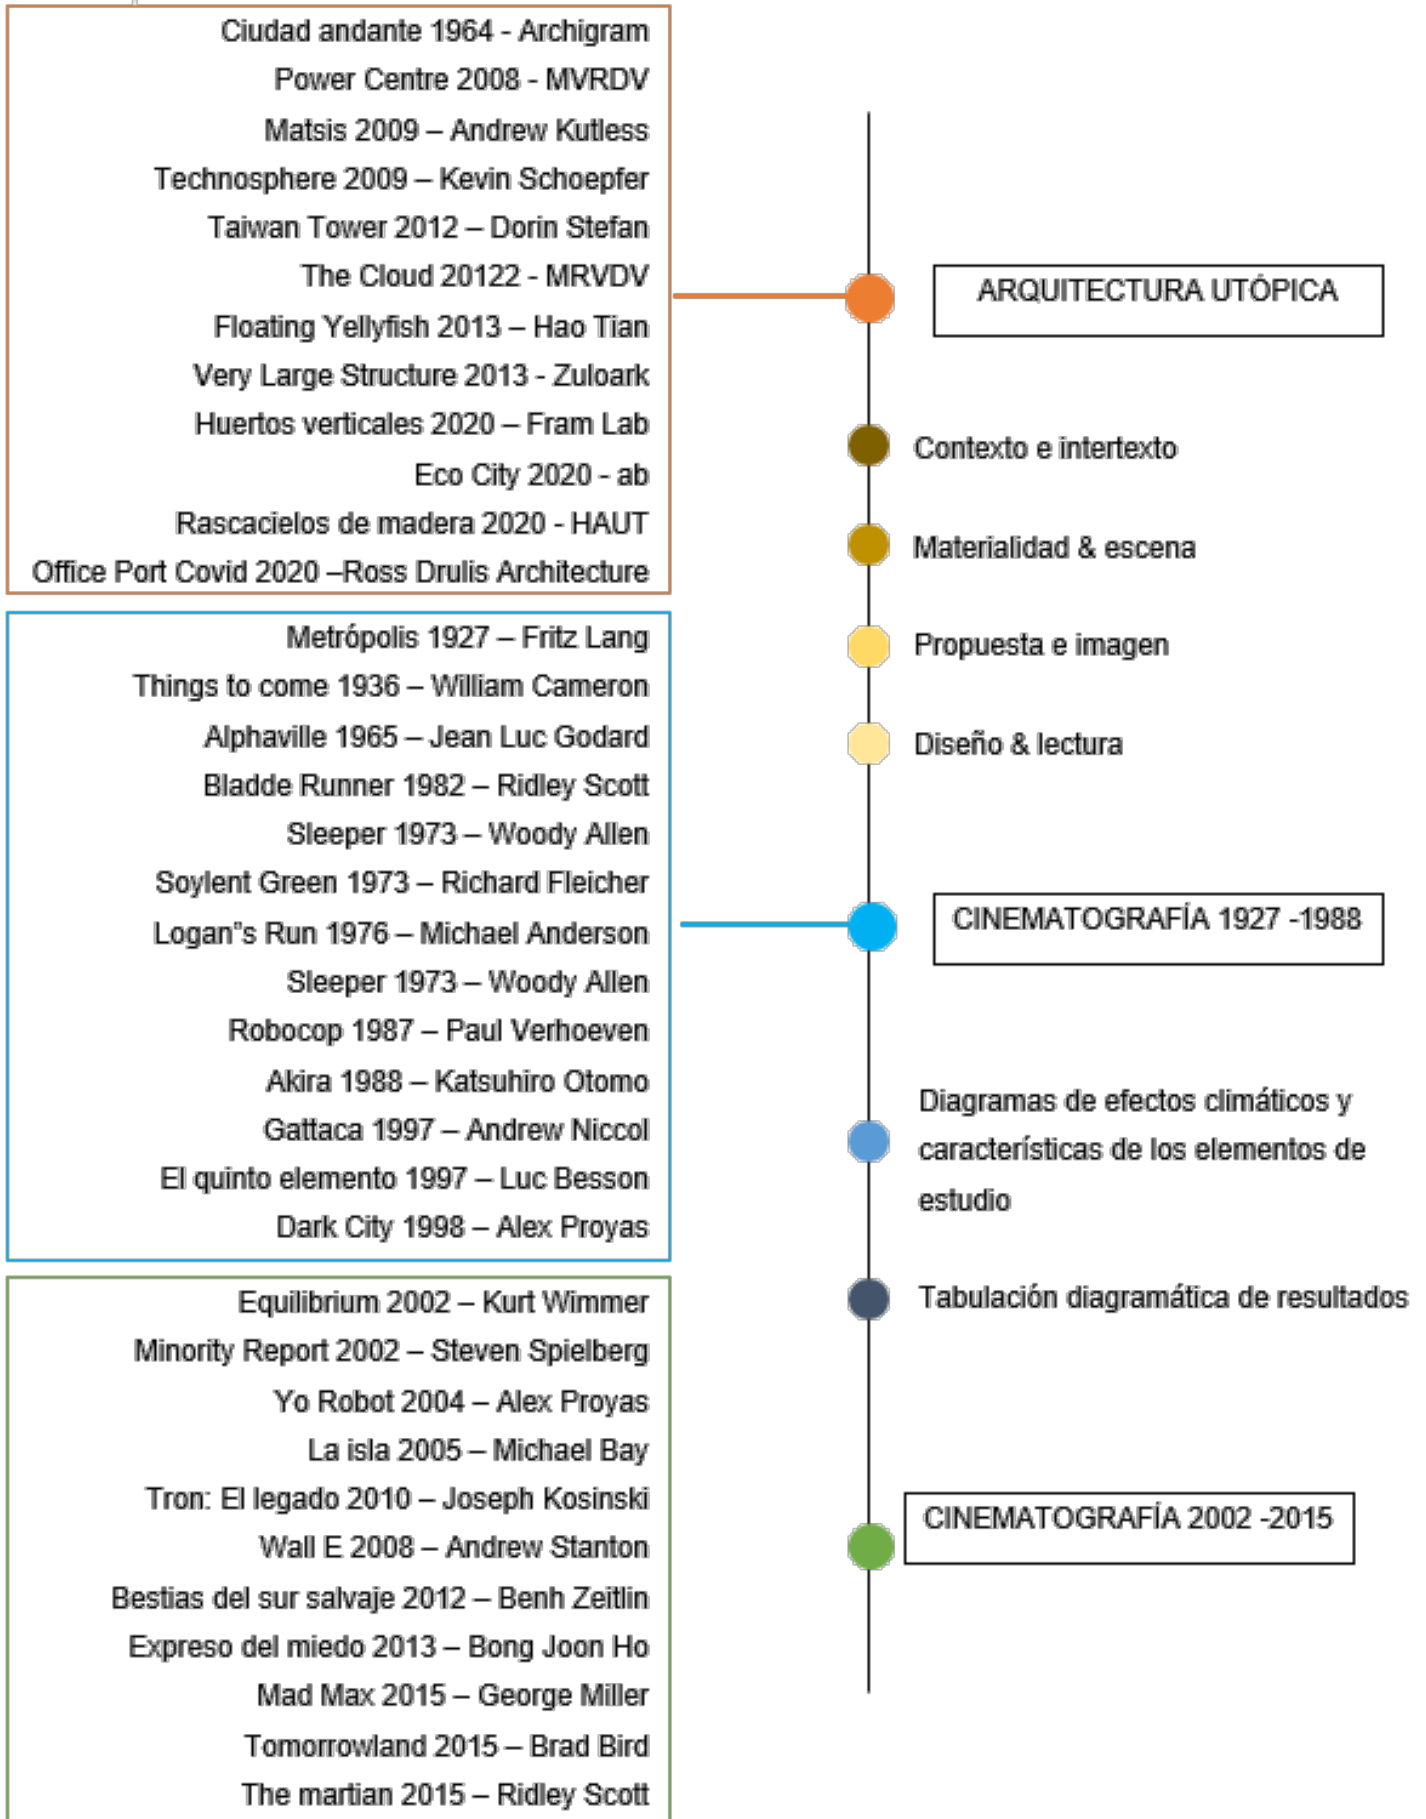 Ciudad andante 1964 - Archigram
Power Centre 2008 - MVRDV
Matsis 2009 – Andrew Kutless
Technosphere 2009 – Kevin Schoepfer
Taiwan Tower 2012 – Dorin Stefan
The Cloud 20122 - MRVDV
Floating Yellyfish 2013 – Hao Tian
Very Large Structure 2013 - Zuloark
Huertos verticales 2020 – Fram Lab
Eco City 2020 - ab
Rascacielos de madera 2020 - HAUT
Office Port Covid 2020 –Ross Drulis Architecture
Metrópolis 1927 – Fritz Lang
Things to come 1936 – William Cameron
Alphaville 1965 – Jean Luc Godard
Bladde Runner 1982 – Ridley Scott
Sleeper 1973 – Woody Allen
Soylent Green 1973 – Richard Fleicher
Logan"s Run 1976 – Michael Anderson
Sleeper 1973 – Woody Allen
Robocop 1987 – Paul Verhoeven
Akira 1988 – Katsuhiro Otomo
Gattaca 1997 – Andrew Niccol
El quinto elemento 1997 – Luc Besson
Dark City 1998 – Alex Proyas
Equilibrium 2002 – Kurt Wimmer
Minority Report 2002 – Steven Spielberg
Yo Robot 2004 – Alex Proyas
La isla 2005 – Michael Bay
Tron: El legado 2010 – Joseph Kosinski
Wall E 2008 – Andrew Stanton
Bestias del sur salvaje 2012 – Benh Zeitlin
Expreso del miedo 2013 – Bong Joon Ho
Mad Max 2015 – George Miller
Tomorrowland 2015 – Brad Bird
The martian 2015 – Ridley Scott
ARQUITECTURA UTÓPICA
Contexto e intertexto
Materialidad & escena
Propuesta e imagen
Diseño & lectura
CINEMATOGRAFÍA 1927 -1988
Diagramas de efectos climáticos y
característísticas de los elementos de
estudio
Tabulación diagramática de resultados
CINEMATOGRAFÍA 2002 -2015